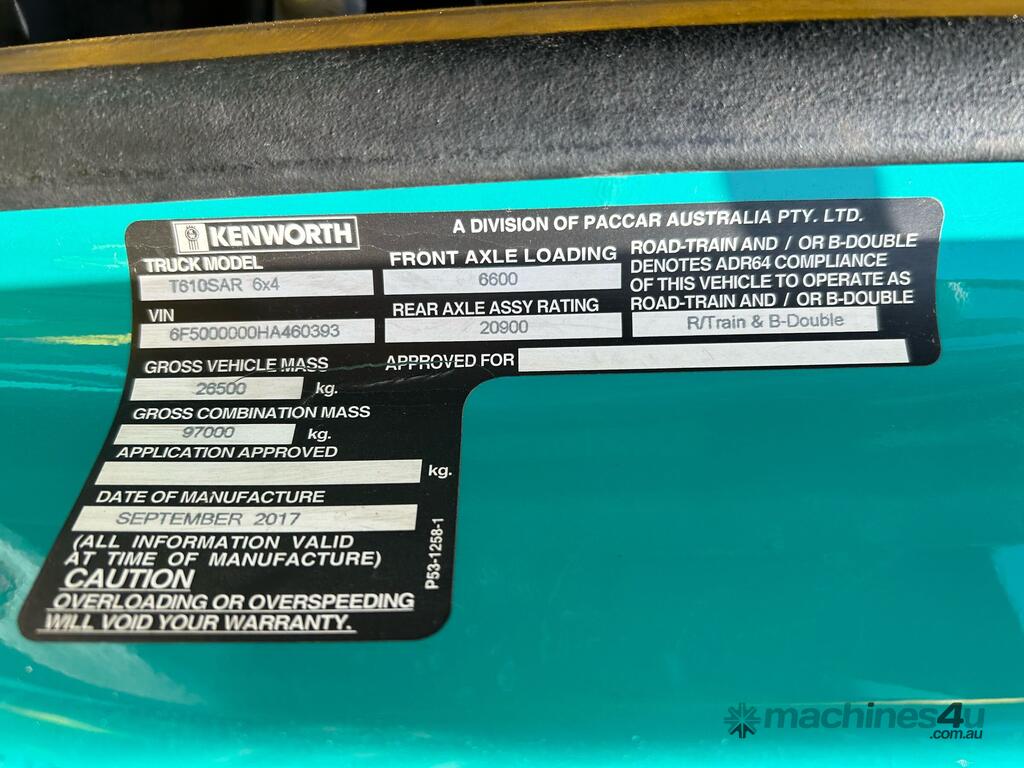 KENWORTH
A DIVISION OF PACCAR AUSTRALIA PTY. LTD.
TRUCK MODEL
T610SAR 6x4
VIN
6F5000000HA460393
GROSS VEHICLE MASS
26500 kg.
GROSS COMBINATION MASS
97000 kg.
APPLICATION APPROVED
kg.
DATE OF MANUFACTURE
SEPTEMBER 2017
(ALL INFORMATION VALID
AT TIME OF MANUFACTURE)
CAUTION
OVERLOADING OR OVERSPEEDING
WILL VOID YOUR WARRANTY.
P53-1258-1
FRONT AXLE LOADING
6600
REAR AXLE ASSY RATING
20900
APPROVED FOR
ROAD-TRAIN AND / OR B-DOUBLE
DENOTES ADR64 COMPLIANCE
OF THIS VEHICLE TO OPERATE AS
ROAD-TRAIN AND / OR B-DOUBLE
R/Train & B-Double
machines4u
.com.au